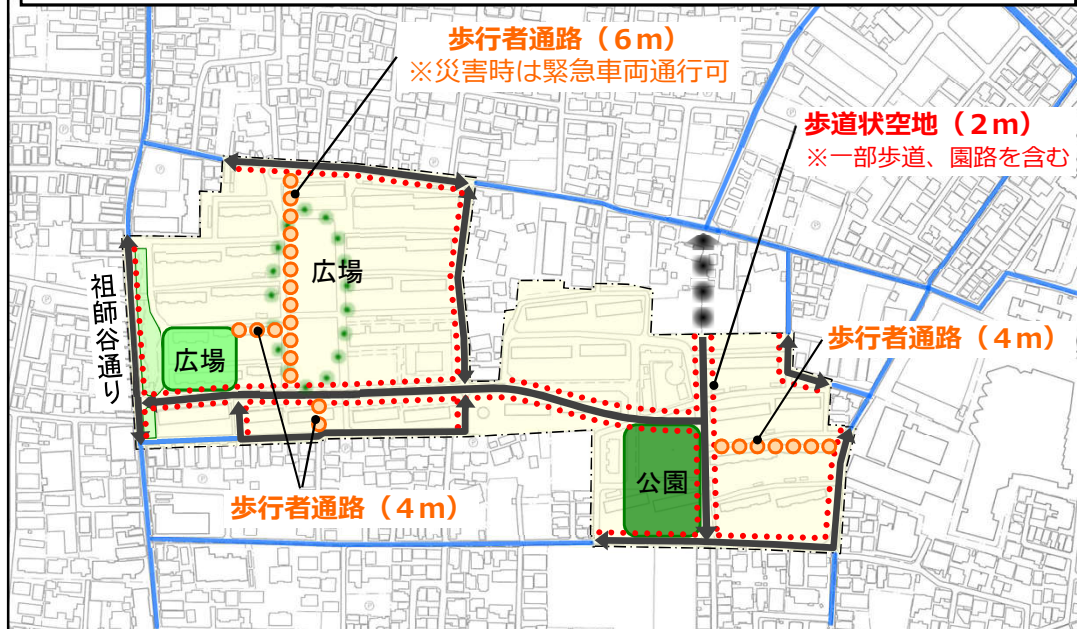 歩行者通路（6m）
※災害時は緊急車両通行可
歩道状空地（2m）
※一部歩道、園路を含む
広場
祖師谷通り
広場
歩行者通路（4m）
公園
歩行者通路（4m）